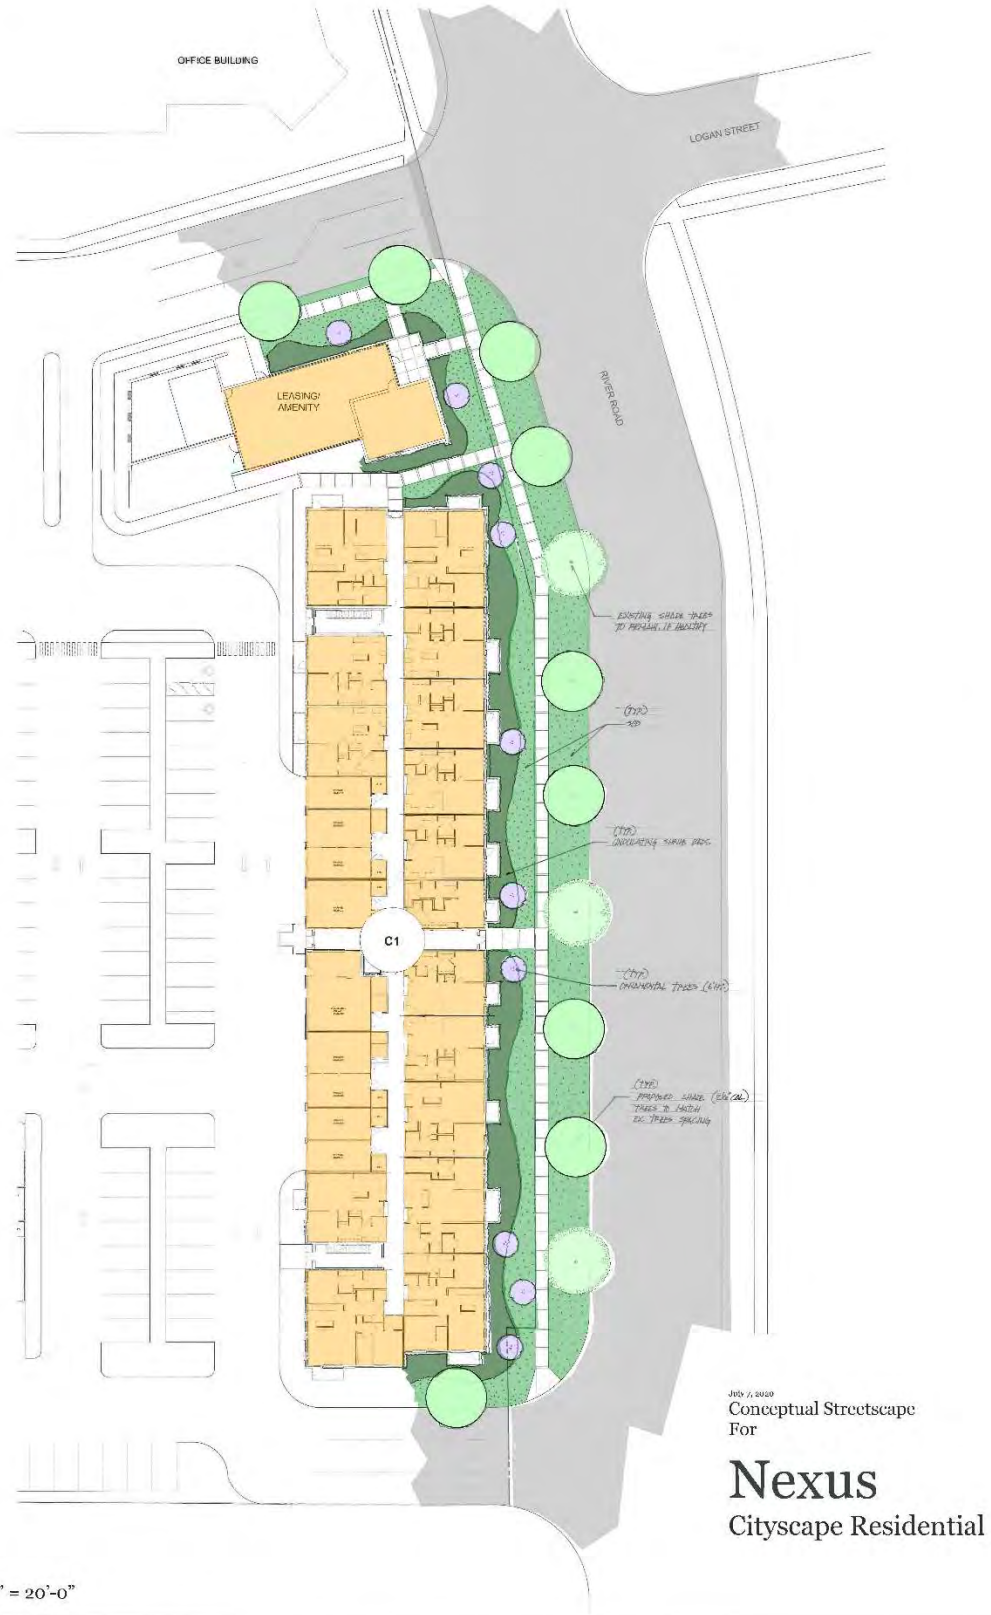 OFFICE BUILDING
LOGAN STREET
RIVER ROAD
LEASING/
AMENITY
EXISTING SHADE TREES
TO REMAIN, IF HEALTHY
(TYP.)
(TYP.)
UNDULATING SHRUB BEDS
C1
(TYP.)
ORNAMENTAL TREES
(TYP.)
PROPOSED SHADE
TREES TO MATCH
EX. TREES SPACING
July 7, 2020
Conceptual Streetscape
For
Nexus
Cityscape Residential
" = 20'-0"